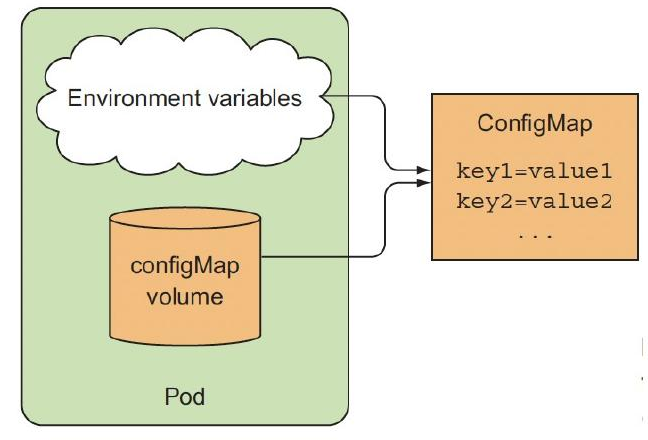 Environment variables
configMap
volume
Pod
ConfigMap
key1=value1
key2=value2
...